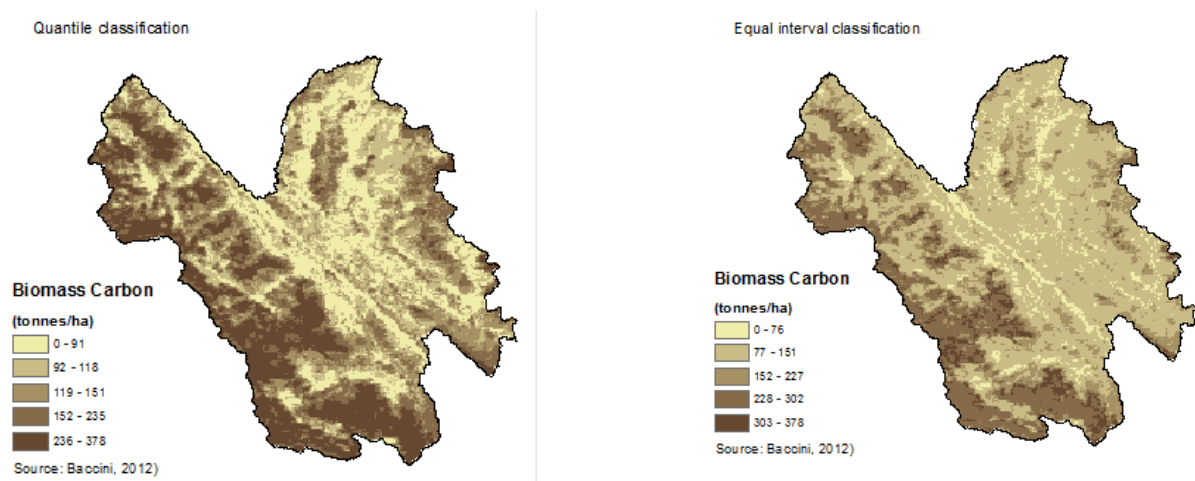 Quantile classification
Biomass Carbon
(tonnes/ha)
0 - 91
92 - 118
119 - 151
152 - 235
236 - 378
Source: Baccini, 2012)
Equal interval classification
Biomass Carbon
(tonnes/ha)
0 - 76
77 - 151
152 - 227
228 - 302
303 - 378
Source: Baccini, 2012)